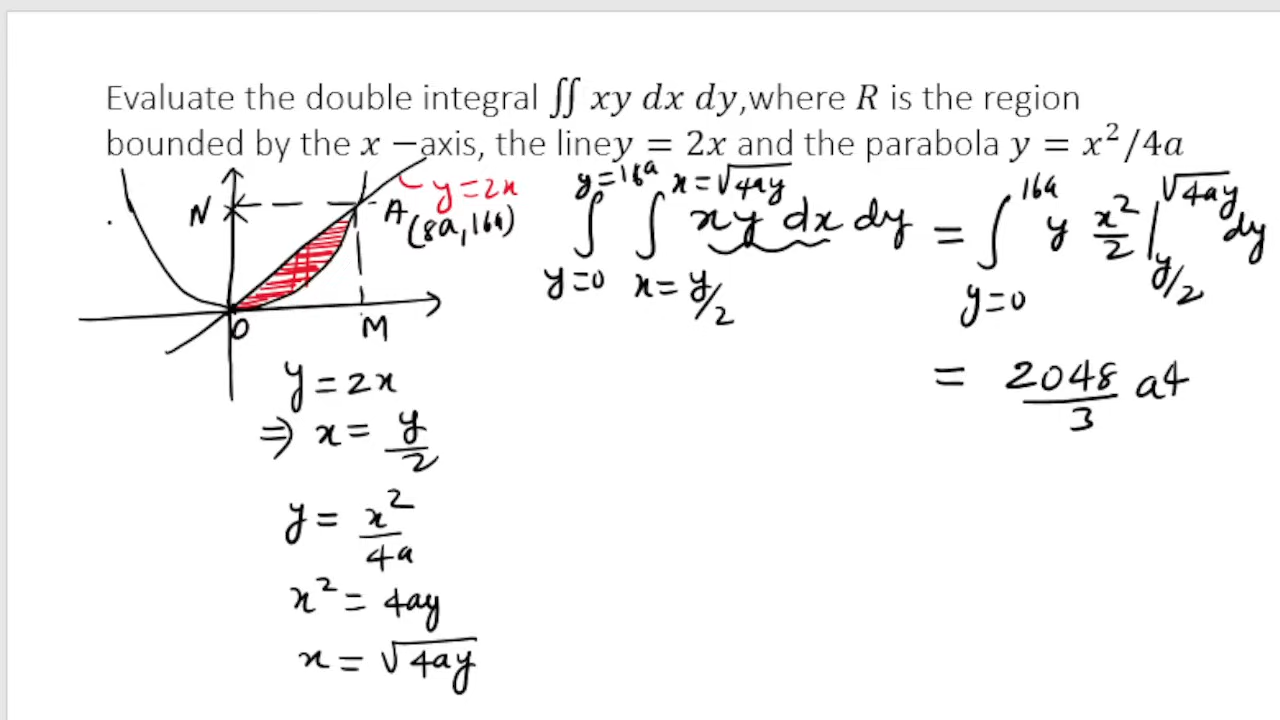 Evaluate the double integral ∬ xy dx dy,where R is the region
bounded by the x −axis, the liney = 2x and the parabola y = x²/4a
y=2x
N
A
(8a,16a)
O
M
y=2x
⇒ x= y/2
y= x²/4a
x²= 4ay
x= √4ay
∫_{y=0}^{y=16a} ∫_{x=y/2}^{x=√4ay} xy dx dy = ∫_{y=0}^{16a} y x²/2 |_{y/2}^{√4ay} dy
= 2048/3 a4